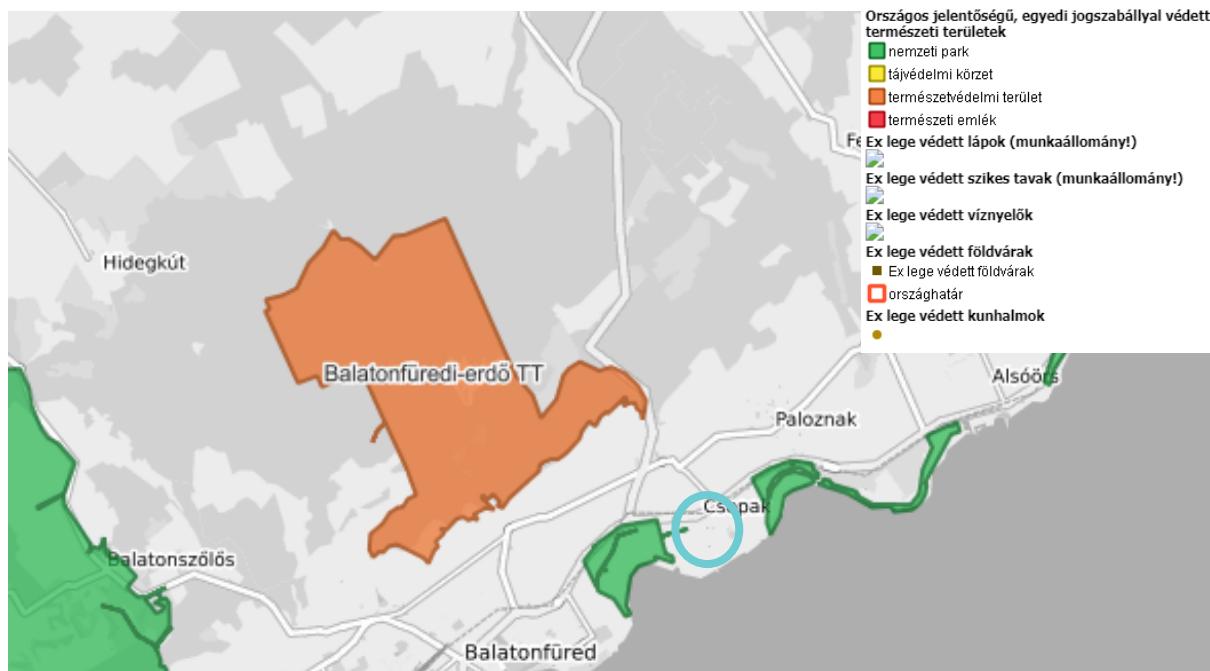 Országos jelentőségű, egyedi jogszabállyal védett
természeti területek
nemzeti park
tájvédelmi körzet
természetvédelmi terület
természeti emlék
Ex lege védett lápok (munkaállomány!)
Ex lege védett szikes tavak (munkaállomány!)
Ex lege védett víznyelők
Ex lege védett földvárak
Ex lege védett földvárak
országhatár
Ex lege védett kunhalmok
Hidegkút
Balatonfüredi-erdő TT
Alsóörs
Paloznak
Csopak
Balatonszőlős
Balatonfüred